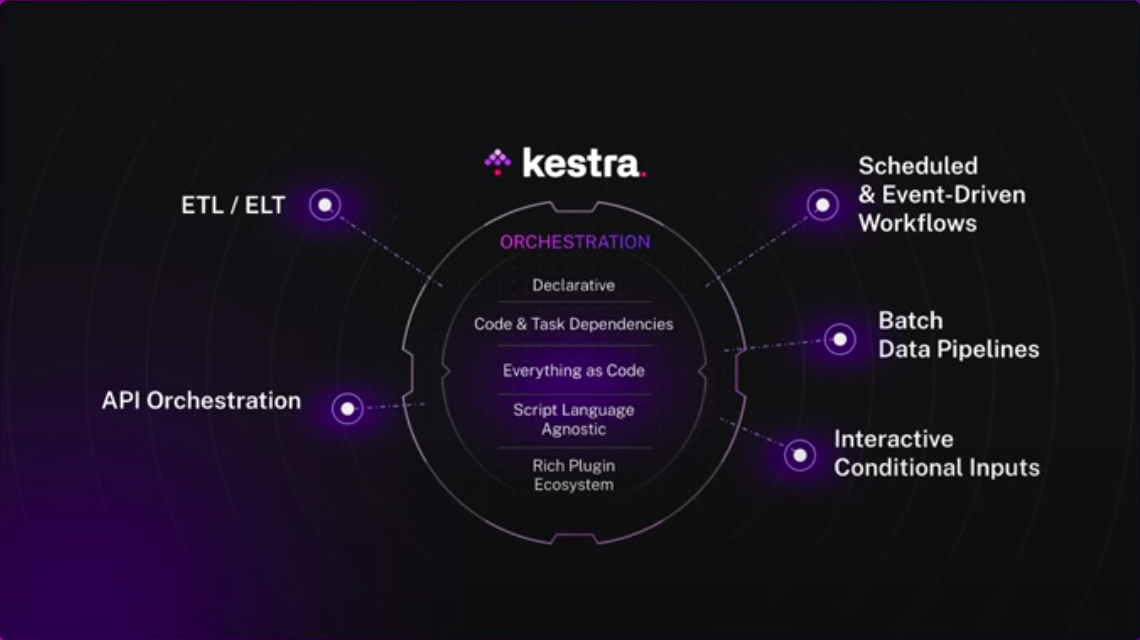 kestra.
ETL / ELT
API Orchestration
ORCHESTRATION
Declarative
Code & Task Dependencies
Everything as Code
Script Language
Agnostic
Rich Plugin
Ecosystem
Scheduled
& Event-Driven
Workflows
Batch
Data Pipelines
Interactive
Conditional Inputs